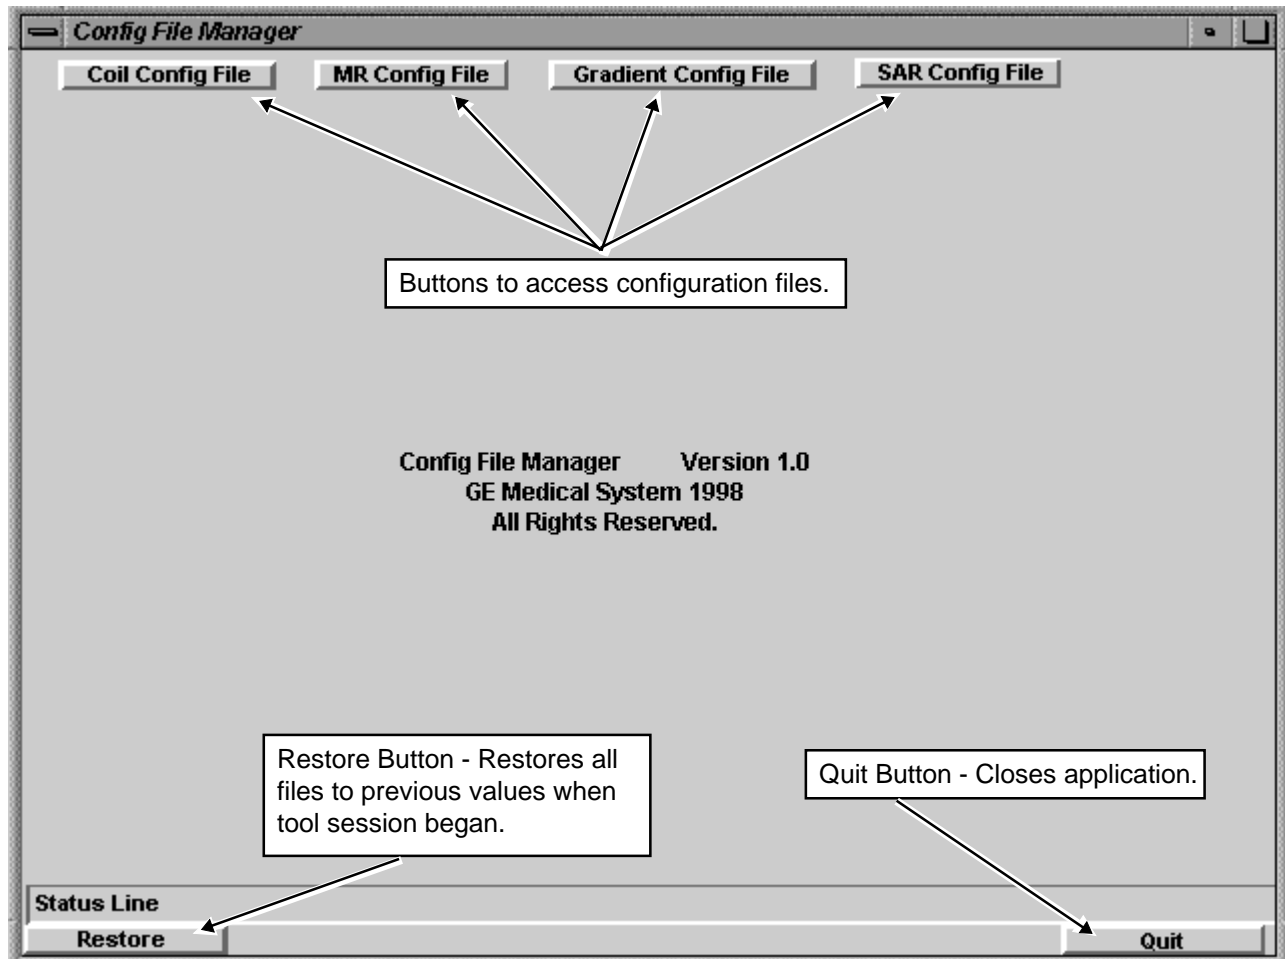 Config File Manager
Coil Config File MR Config File Gradient Config File SAR Config File
Buttons to access configuration files.
Config File Manager Version 1.0
GE Medical System 1998
All Rights Reserved.
Restore Button - Restores all
files to previous values when
tool session began.
Quit Button - Closes application.
Status Line
Restore Quit